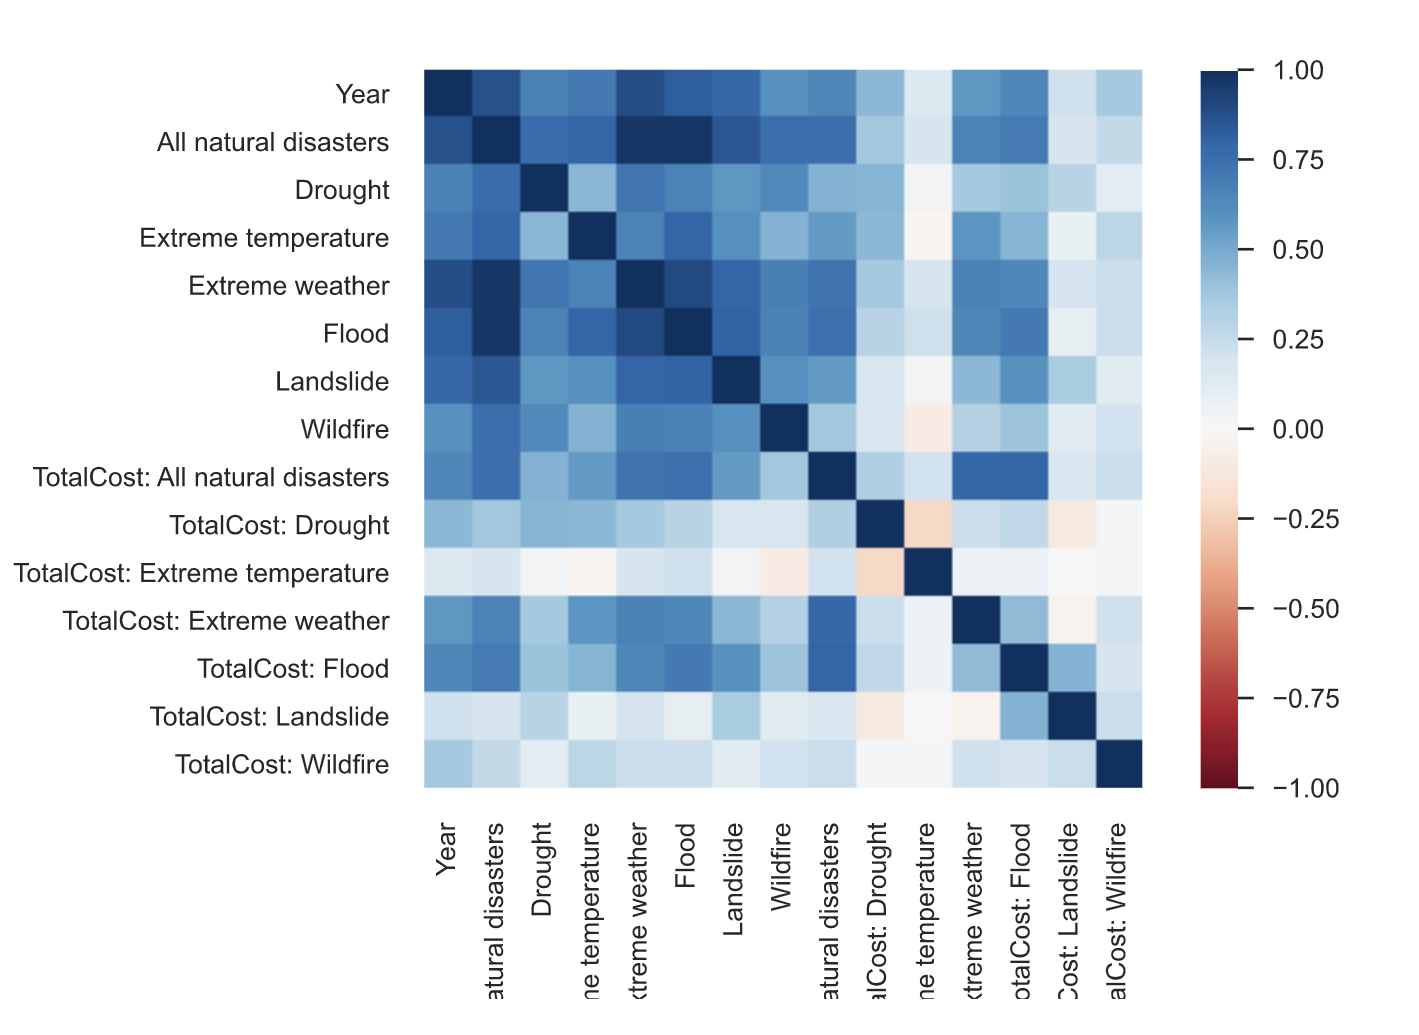 Year
All natural disasters
Drought
Extreme temperature
Extreme weather
Flood
Landslide
Wildfire
TotalCost: All natural disasters
TotalCost: Drought
TotalCost: Extreme temperature
TotalCost: Extreme weather
TotalCost: Flood
TotalCost: Landslide
TotalCost: Wildfire
1.00
0.75
0.50
0.25
0.00
−0.25
−0.50
−0.75
−1.00
Year
atural disasters
Drought
ne temperature
xtreme weather
Flood
Landslide
Wildfire
atural disasters
alCost: Drought
ne temperature
xtreme weather
otalCost: Flood
Cost: Landslide
alCost: Wildfire